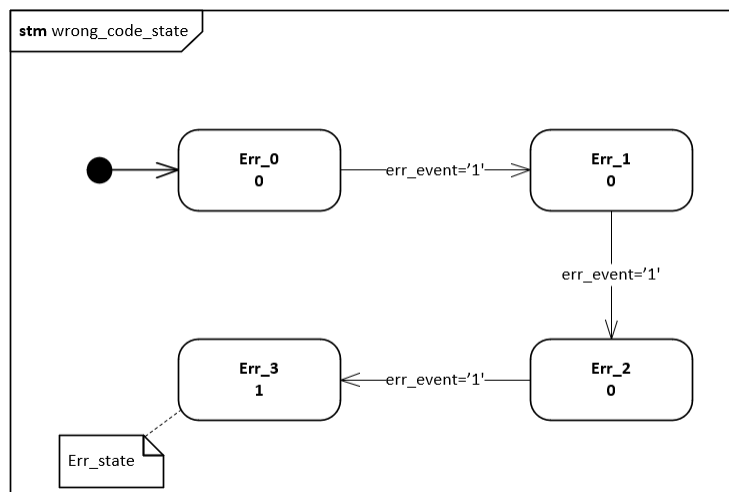 stm wrong_code_state
Err_0
0
err_event=’1'
Err_1
0
err_event=’1'
Err_3
1
err_event=’1'
Err_2
0
Err_state